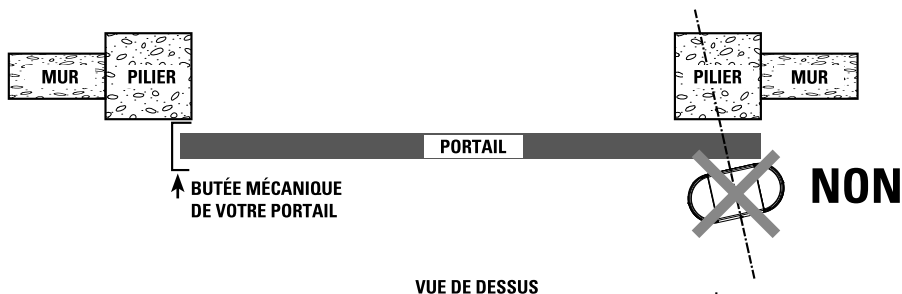 MUR PILIER PILIER MUR
PORTAIL
BUTÉE MÉCANIQUE
DE VOTRE PORTAIL
NON
VUE DE DESSUS